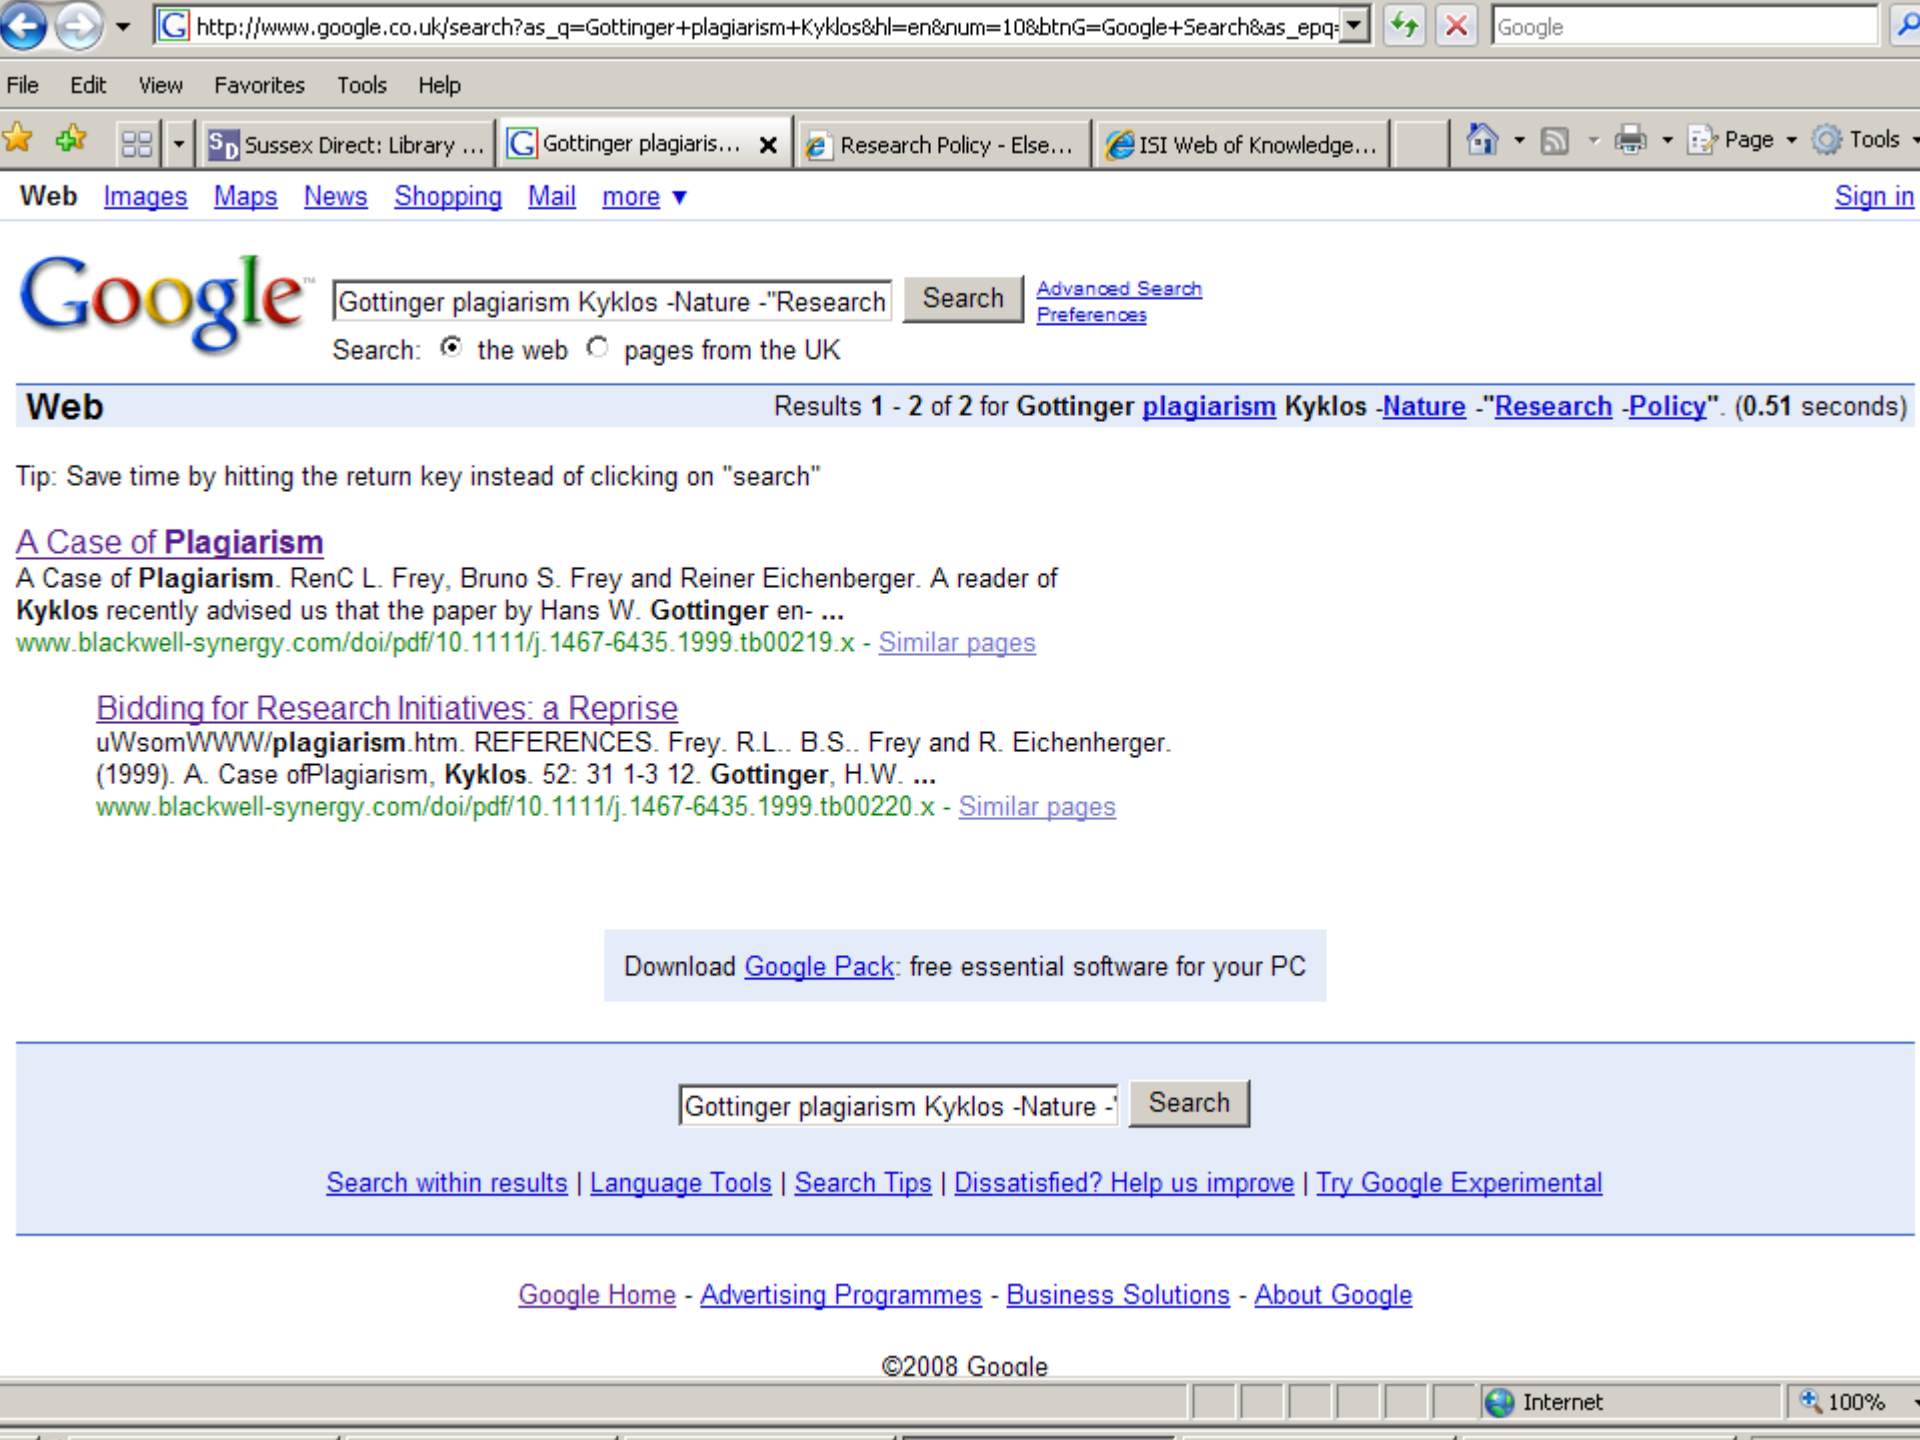 http://www.google.co.uk/search?as_q=Gottinger+plagiarism+Kyklos&hl=en&num=10&btnG=Google+Search&as_epq= Google
File Edit View Favorites Tools Help
Sussex Direct: Library ... Gottinger plagiaris... Research Policy - Else... ISI Web of Knowledge... Page Tools
Web Images Maps News Shopping Mail more ▼ Sign in
Google™ Gottinger plagiarism Kyklos -Nature -"Research Search Advanced Search
Preferences
Search: the web pages from the UK
Web Results 1 - 2 of 2 for Gottinger plagiarism Kyklos -Nature -"Research -Policy". (0.51 seconds)
Tip: Save time by hitting the return key instead of clicking on "search"
A Case of Plagiarism
A Case of Plagiarism. RenC L. Frey, Bruno S. Frey and Reiner Eichenberger. A reader of
Kyklos recently advised us that the paper by Hans W. Gottinger en- ...
www.blackwell-synergy.com/doi/pdf/10.1111/j.1467-6435.1999.tb00219.x - Similar pages
Bidding for Research Initiatives: a Reprise
uWsomWWW/plagiarism.htm. REFERENCES. Frey. R.L.. B.S.. Frey and R. Eichenherger.
(1999). A. Case ofPlagiarism, Kyklos. 52: 31 1-3 12. Gottinger, H.W. ...
www.blackwell-synergy.com/doi/pdf/10.1111/j.1467-6435.1999.tb00220.x - Similar pages
Download Google Pack: free essential software for your PC
Gottinger plagiarism Kyklos -Nature -" Search
Search within results | Language Tools | Search Tips | Dissatisfied? Help us improve | Try Google Experimental
Google Home - Advertising Programmes - Business Solutions - About Google
©2008 Google
Internet 100%